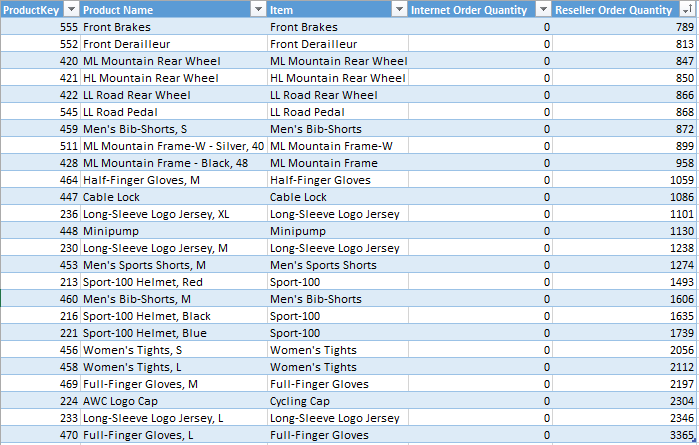 ProductKey Product Name Item Internet Order Quantity Reseller Order Quantity
555 Front Brakes Front Brakes 0 789
552 Front Derailleur Front Derailleur 0 813
420 ML Mountain Rear Wheel ML Mountain Rear Wheel 0 847
421 HL Mountain Rear Wheel HL Mountain Rear Wheel 0 850
422 LL Road Rear Wheel LL Road Rear Wheel 0 866
545 LL Road Pedal LL Road Pedal 0 868
459 Men's Bib-Shorts, S Men's Bib-Shorts 0 872
511 ML Mountain Frame-W - Silver, 40 ML Mountain Frame-W 0 899
428 ML Mountain Frame - Black, 48 ML Mountain Frame 0 958
464 Half-Finger Gloves, M Half-Finger Gloves 0 1059
447 Cable Lock Cable Lock 0 1086
236 Long-Sleeve Logo Jersey, XL Long-Sleeve Logo Jersey 0 1101
448 Minipump Minipump 0 1130
230 Long-Sleeve Logo Jersey, M Long-Sleeve Logo Jersey 0 1238
453 Men's Sports Shorts, M Men's Sports Shorts 0 1274
213 Sport-100 Helmet, Red Sport-100 0 1493
460 Men's Bib-Shorts, M Men's Bib-Shorts 0 1606
216 Sport-100 Helmet, Black Sport-100 0 1635
221 Sport-100 Helmet, Blue Sport-100 0 1739
456 Women's Tights, S Women's Tights 0 2056
458 Women's Tights, L Women's Tights 0 2112
469 Full-Finger Gloves, M Full-Finger Gloves 0 2197
224 AWC Logo Cap Cycling Cap 0 2304
233 Long-Sleeve Logo Jersey, L Long-Sleeve Logo Jersey 0 2346
470 Full-Finger Gloves, L Full-Finger Gloves 0 3365